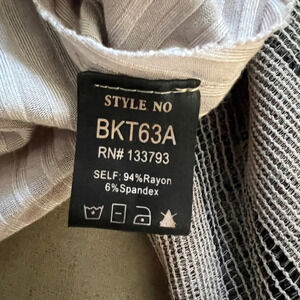 STYLE NO
BKT63A
RN# 133793
SELF: 94%Rayon
6%Spandex